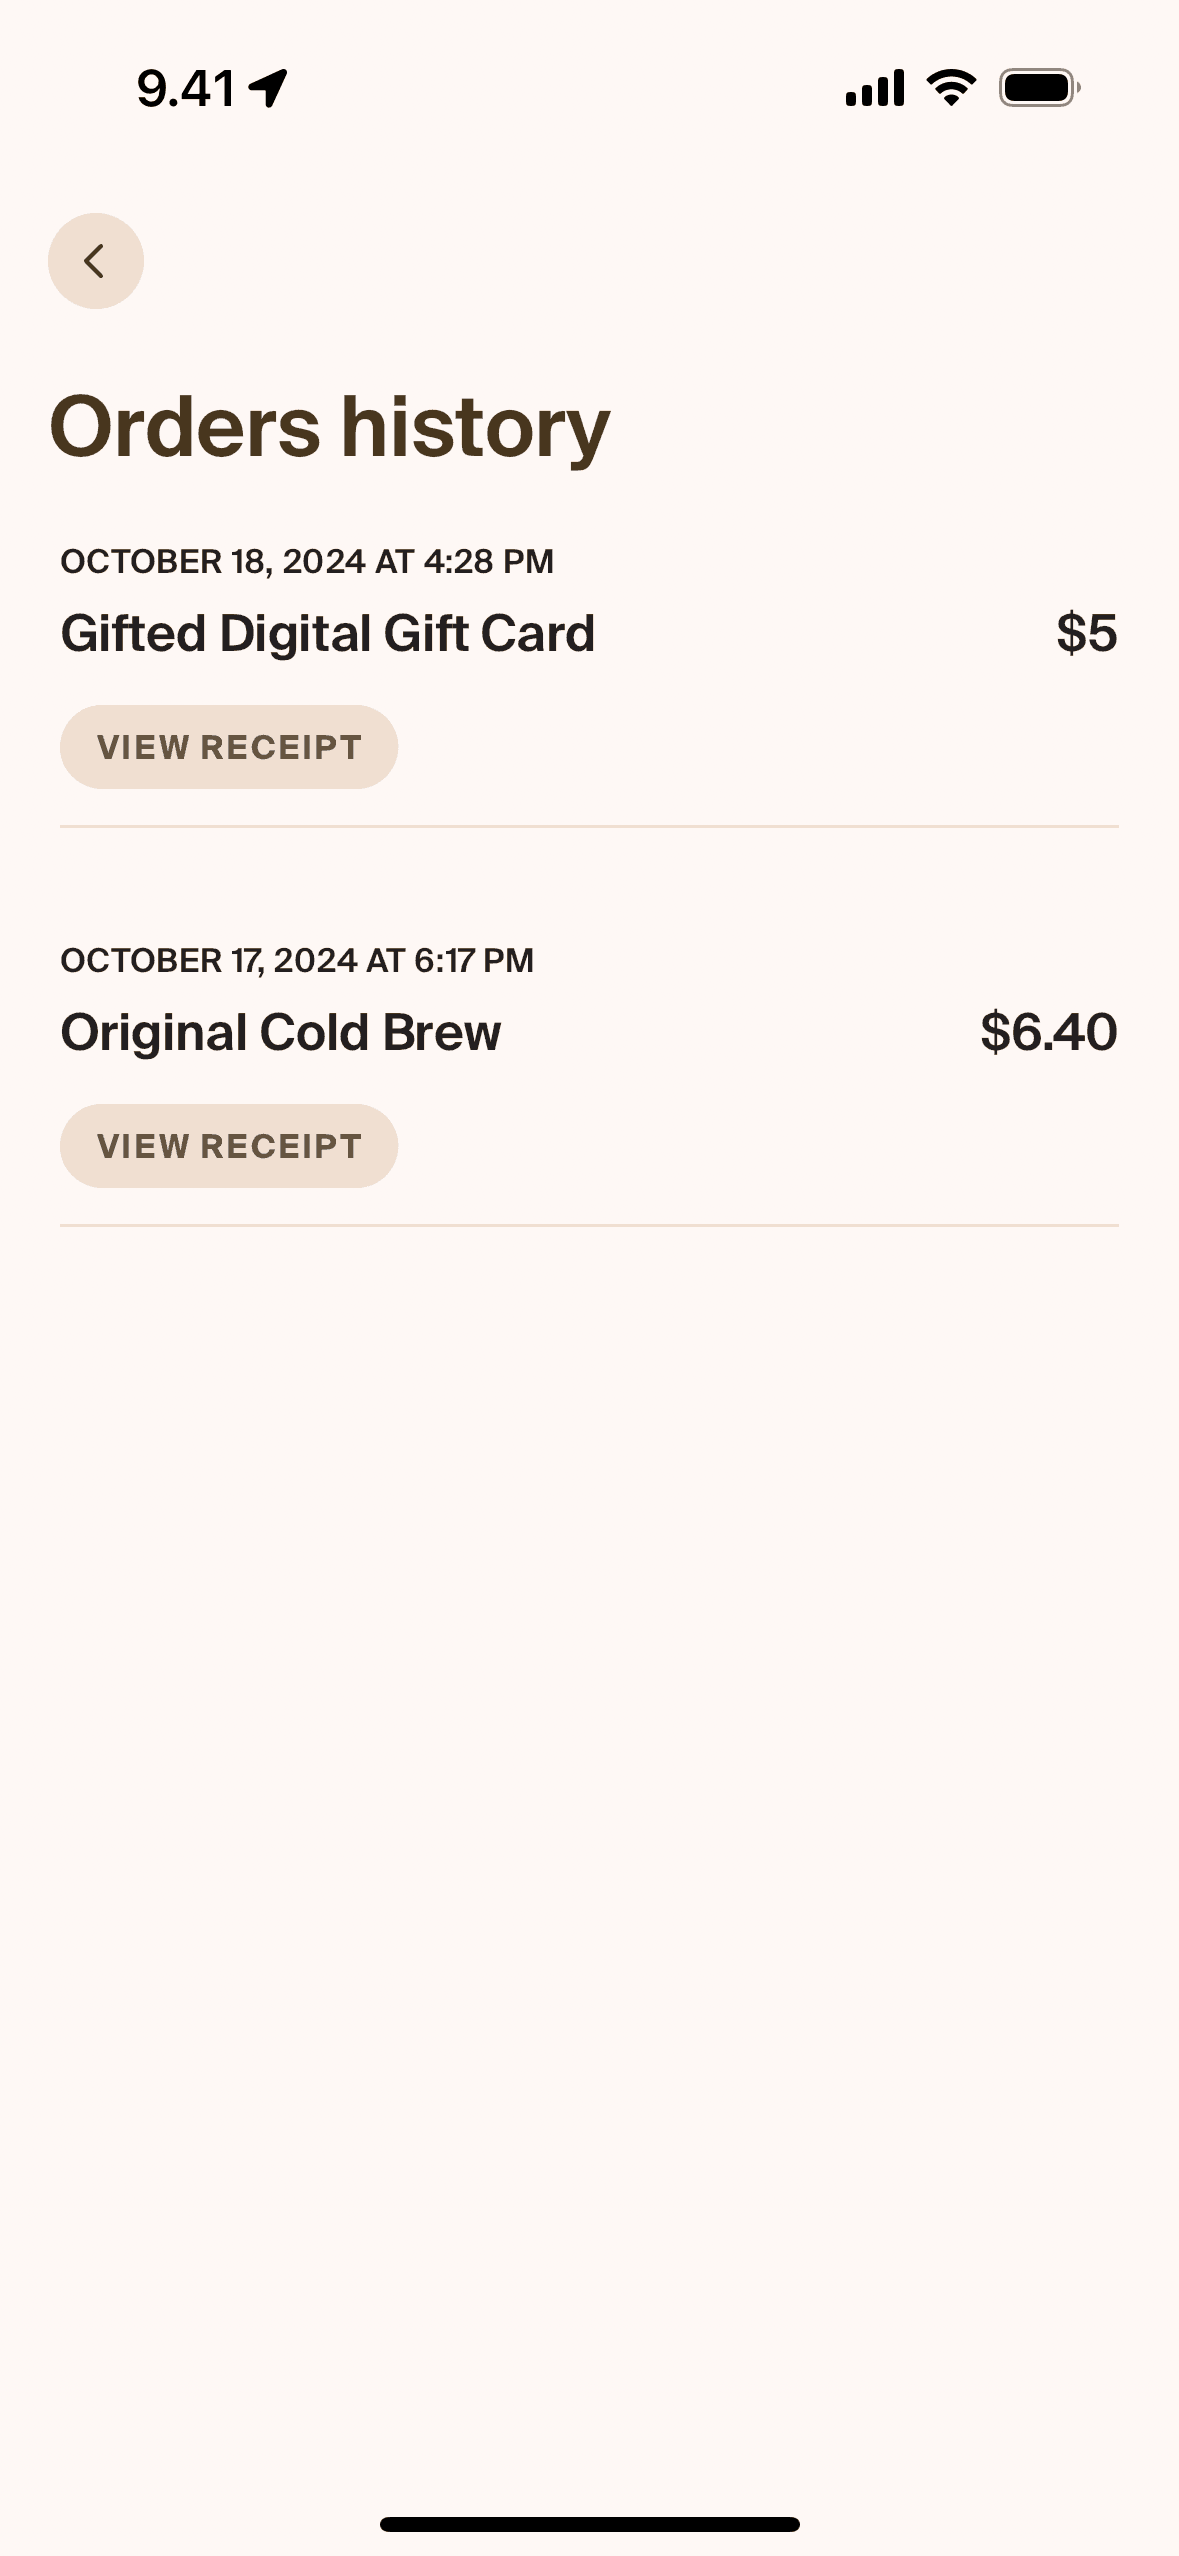 9.41
Orders history
OCTOBER 18, 2024 AT 4:28 PM
Gifted Digital Gift Card $5
VIEW RECEIPT
OCTOBER 17, 2024 AT 6:17 PM
Original Cold Brew $6.40
VIEW RECEIPT